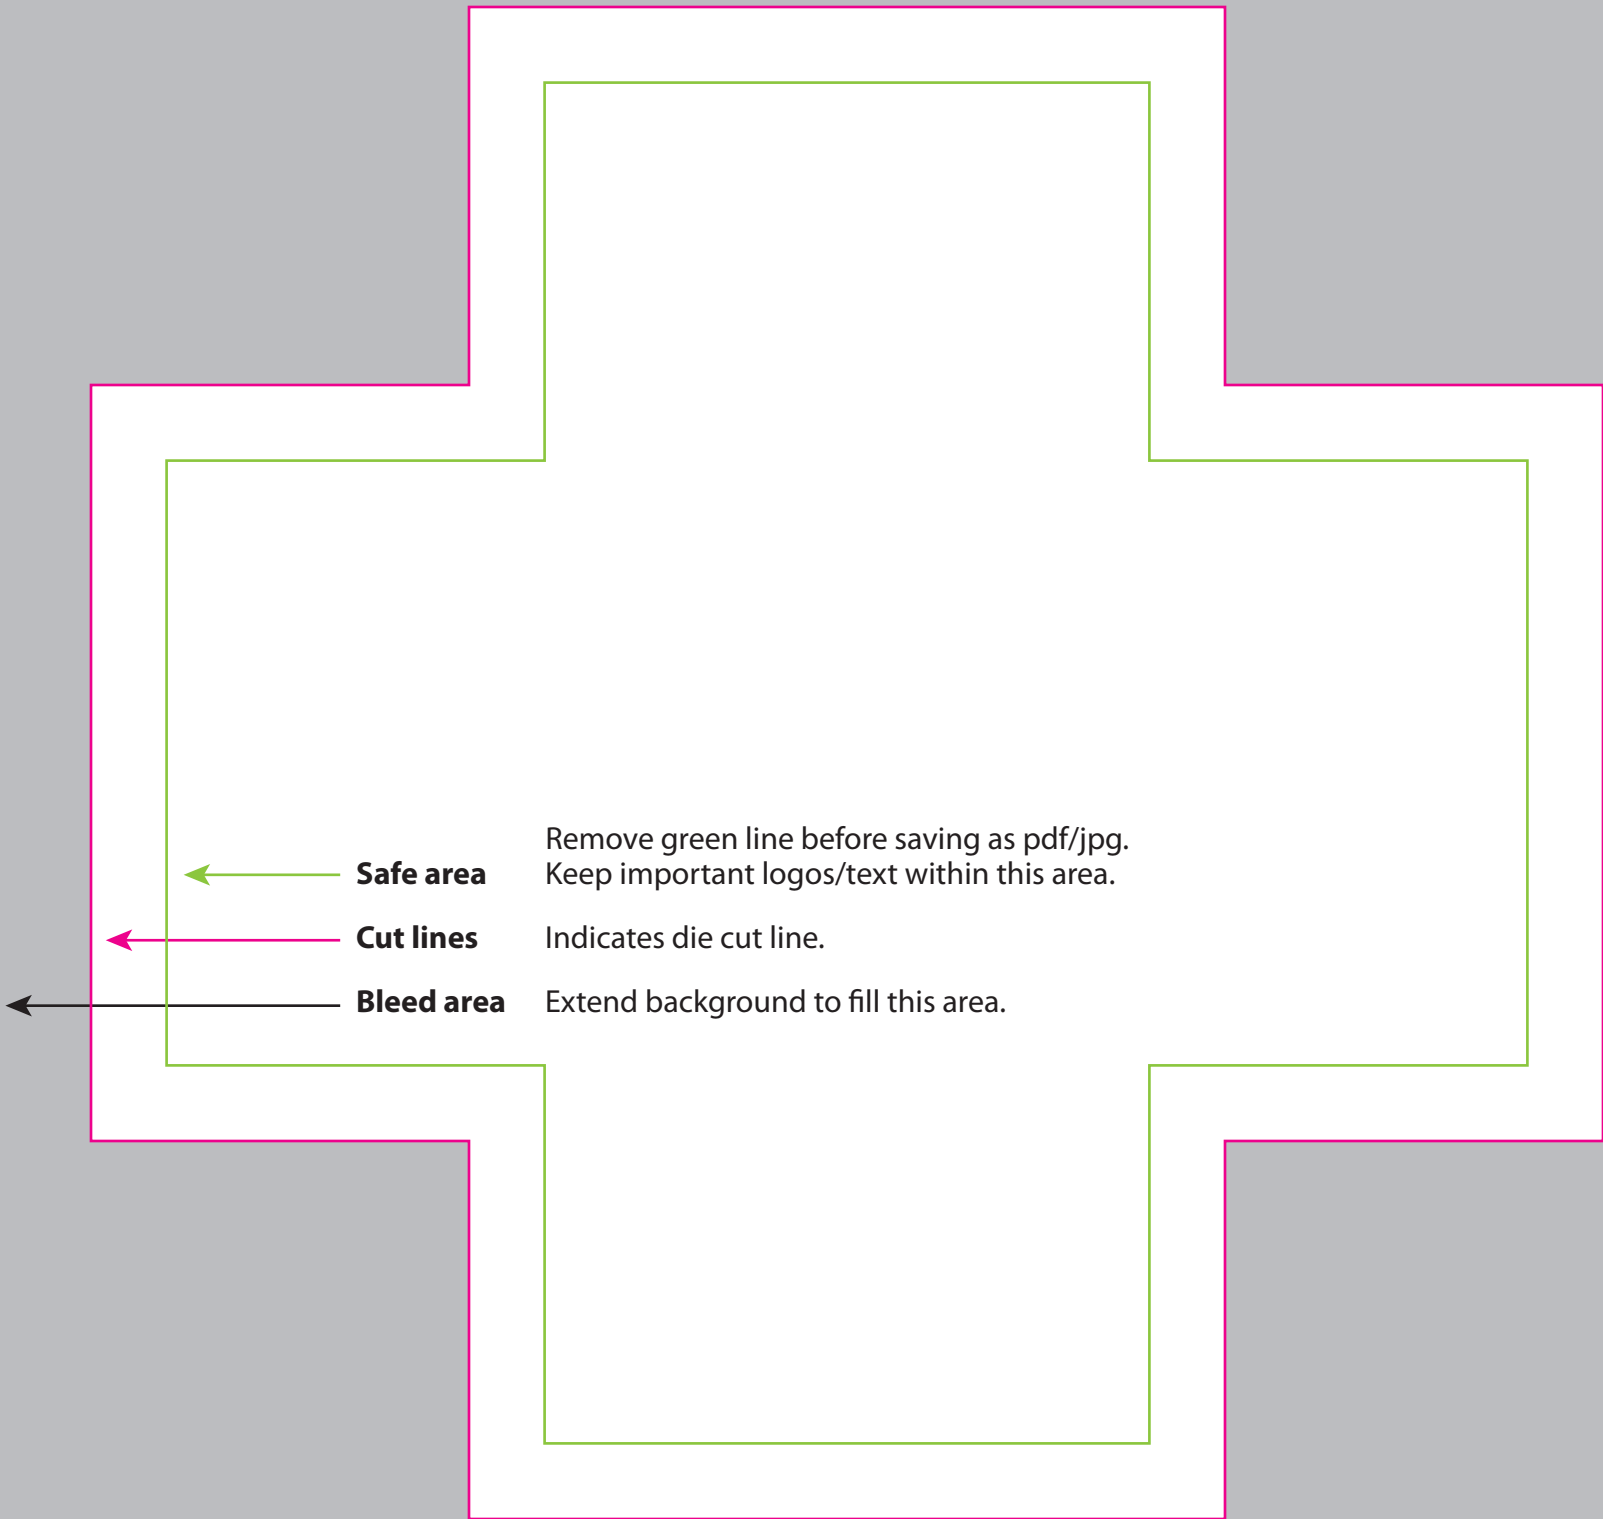 Remove green line before saving as pdf/jpg.
Safe area Keep important logos/text within this area.
Cut lines Indicates die cut line.
Bleed area Extend background to fill this area.